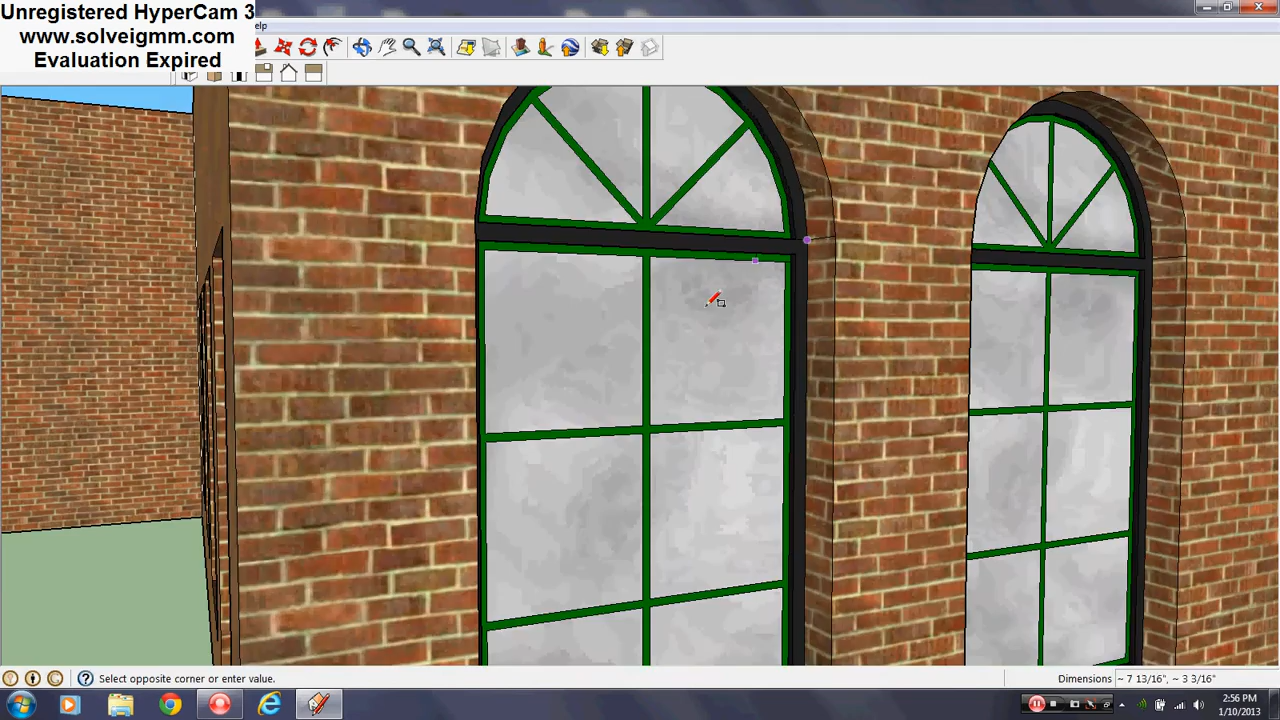 Unregistered HyperCam 3
www.solveigmm.com
Evaluation Expired
elp
Select opposite corner or enter value.
Dimensions ~ 7 13/16", ~ 3 3/16"
2:56 PM
1/10/2013